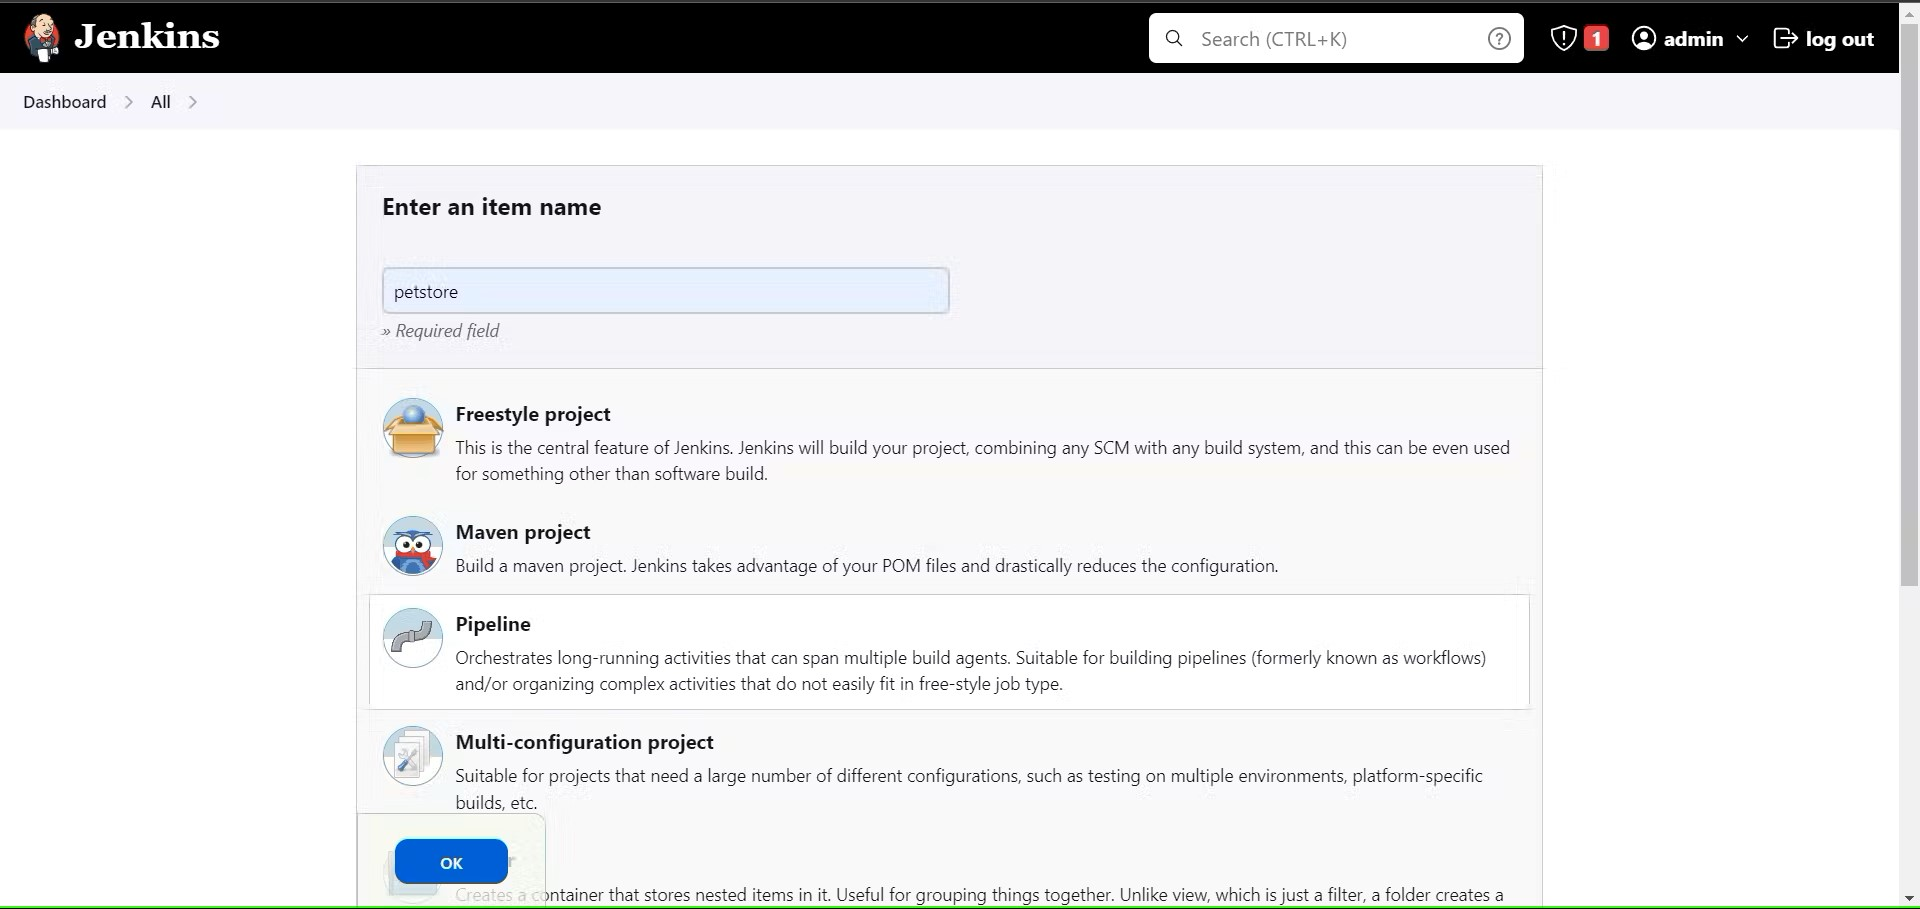 Jenkins
Search (CTRL+K)
1
admin
log out
Dashboard
All
Enter an item name
petstore
» Required field
Freestyle project
This is the central feature of Jenkins. Jenkins will build your project, combining any SCM with any build system, and this can be even used
for something other than software build.
Maven project
Build a maven project. Jenkins takes advantage of your POM files and drastically reduces the configuration.
Pipeline
Orchestrates long-running activities that can span multiple build agents. Suitable for building pipelines (formerly known as workflows)
and/or organizing complex activities that do not easily fit in free-style job type.
Multi-configuration project
Suitable for projects that need a large number of different configurations, such as testing on multiple environments, platform-specific
builds, etc.
OK
Creates a container that stores nested items in it. Useful for grouping things together. Unlike view, which is just a filter, a folder creates a